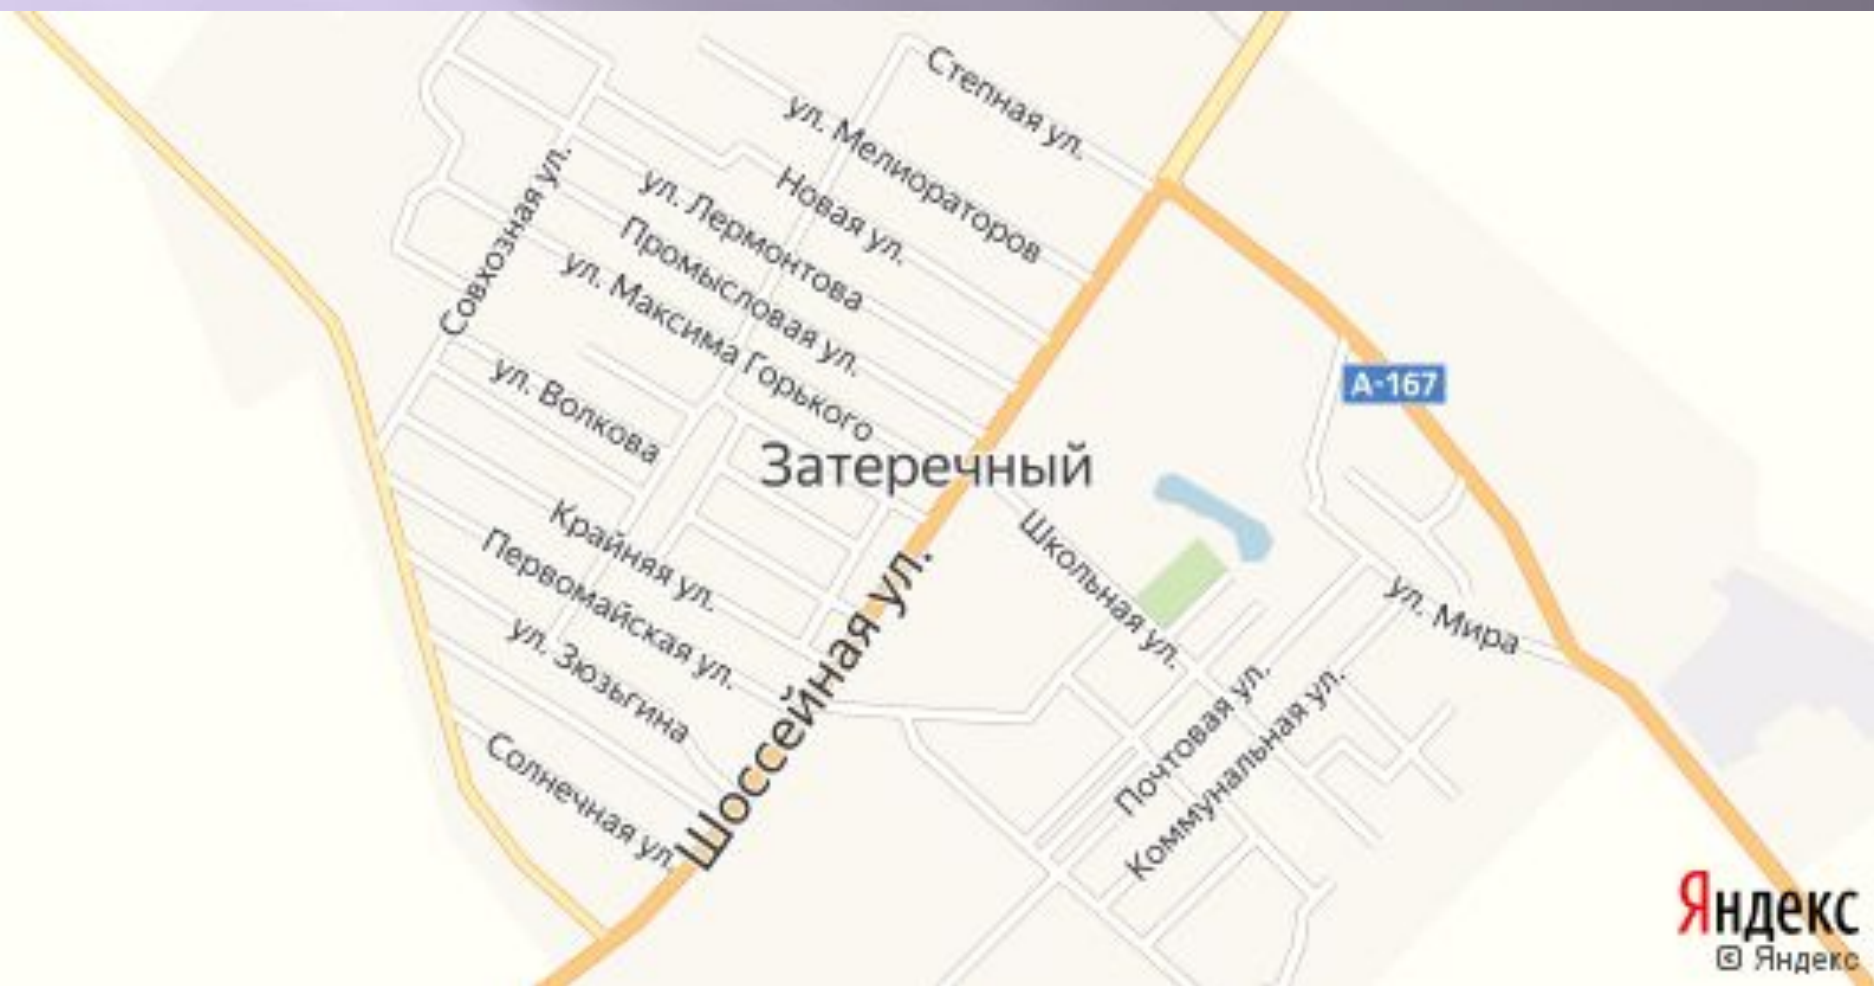 Степная ул.
ул. Мелиораторов
Новая ул.
ул. Лермонтова
Промысловая ул.
ул. Максима Горького
Совхозная ул.
ул. Волкова
А-167
Затеречный
Крайняя ул.
Школьная ул.
Первомайская ул.
ул. Мира
ул. Зюзьгина
Шоссейная ул.
Почтовая ул.
Коммунальная ул.
Солнечная ул.
Яндекс
© Яндекс